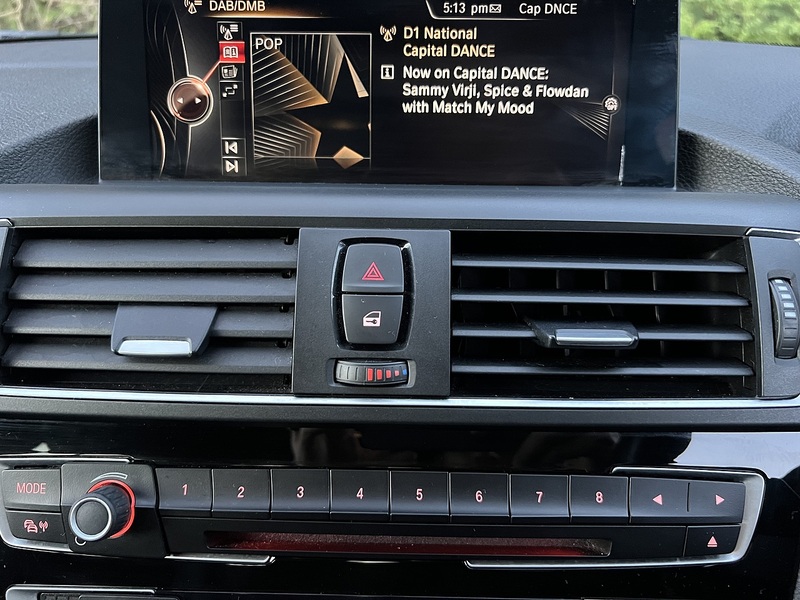 DAB/DMB
5:13 pm
Cap DNCE
POP
D1 National
Capital DANCE
Now on Capital DANCE:
Sammy Virji, Spice & Flowdan
with Match My Mood
MODE
1 2 3 4 5 6 7 8